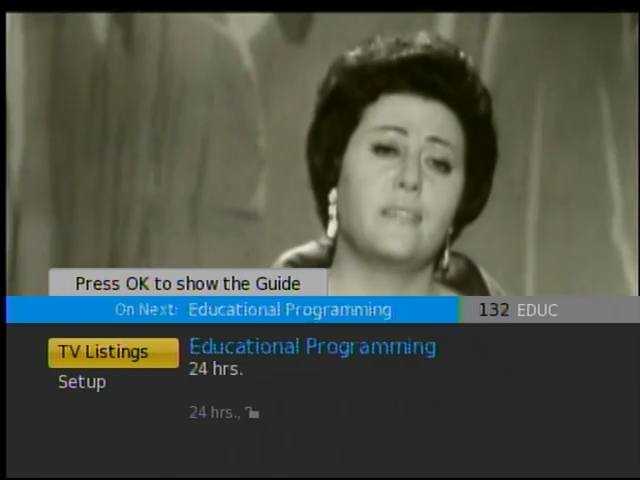 Press OK to show the Guide
On Next: Educational Programming 132 EDUC
TV Listings
Educational Programming
24 hrs.
Setup
24 hrs.,